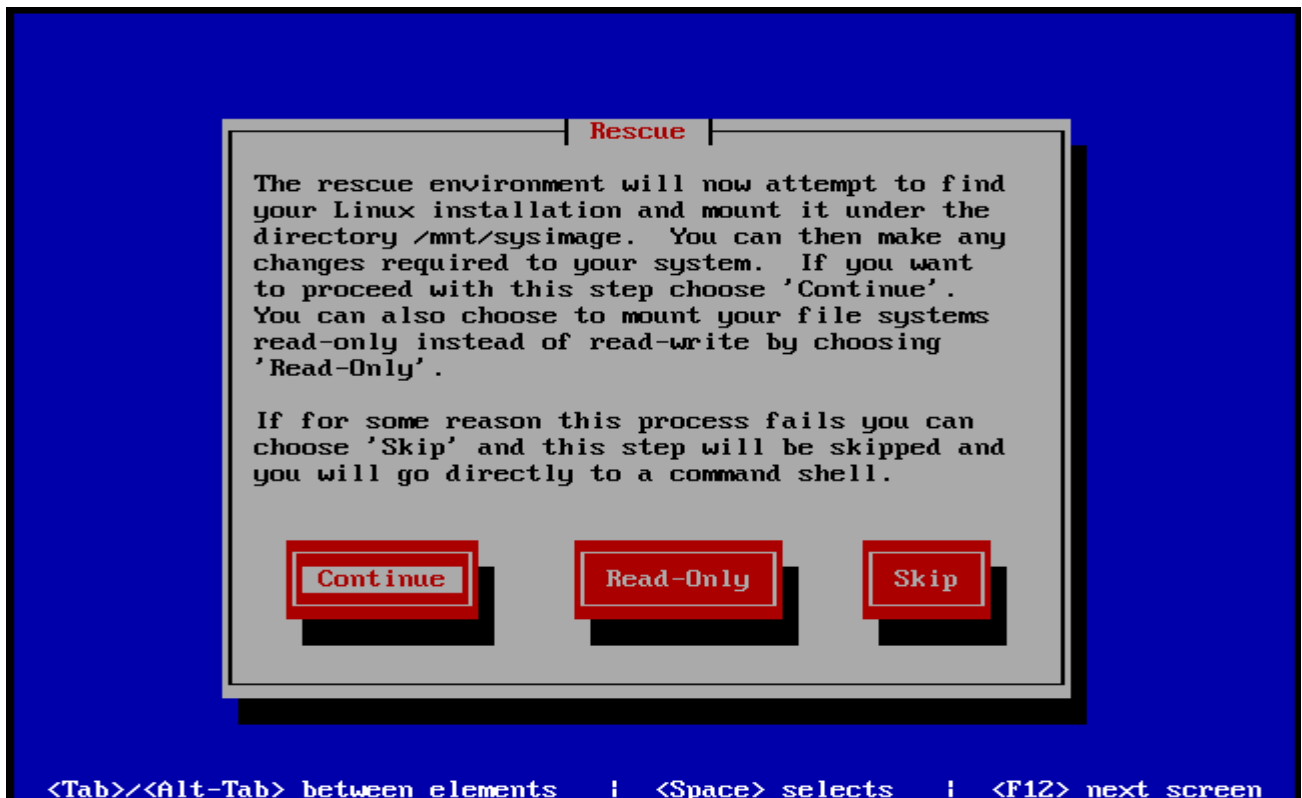 Rescue
The rescue environment will now attempt to find
your Linux installation and mount it under the
directory /mnt/sysimage.  You can then make any
changes required to your system.  If you want
to proceed with this step choose 'Continue'.
You can also choose to mount your file systems
read-only instead of read-write by choosing
'Read-Only'.
If for some reason this process fails you can
choose 'Skip' and this step will be skipped and
you will go directly to a command shell.
Continue Read-Only Skip
<Tab>/<Alt-Tab> between elements | <Space> selects | <F12> next screen